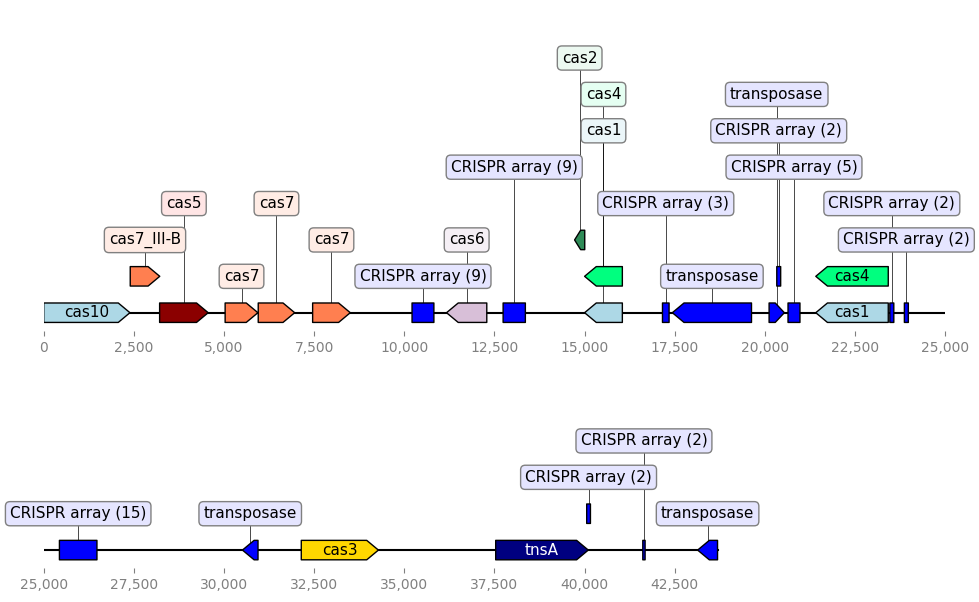 cas2
cas4
transposase
cas1
CRISPR array (2)
CRISPR array (9)
CRISPR array (5)
cas5
cas7
CRISPR array (3)
CRISPR array (2)
cas7_III-B
cas7
cas6
CRISPR array (2)
cas7
CRISPR array (9)
transposase
cas4
cas10
cas1
0
2,500
5,000
7,500
10,000
12,500
15,000
17,500
20,000
22,500
25,000
CRISPR array (2)
CRISPR array (2)
CRISPR array (15)
transposase
transposase
cas3
tnsA
25,000
27,500
30,000
32,500
35,000
37,500
40,000
42,500